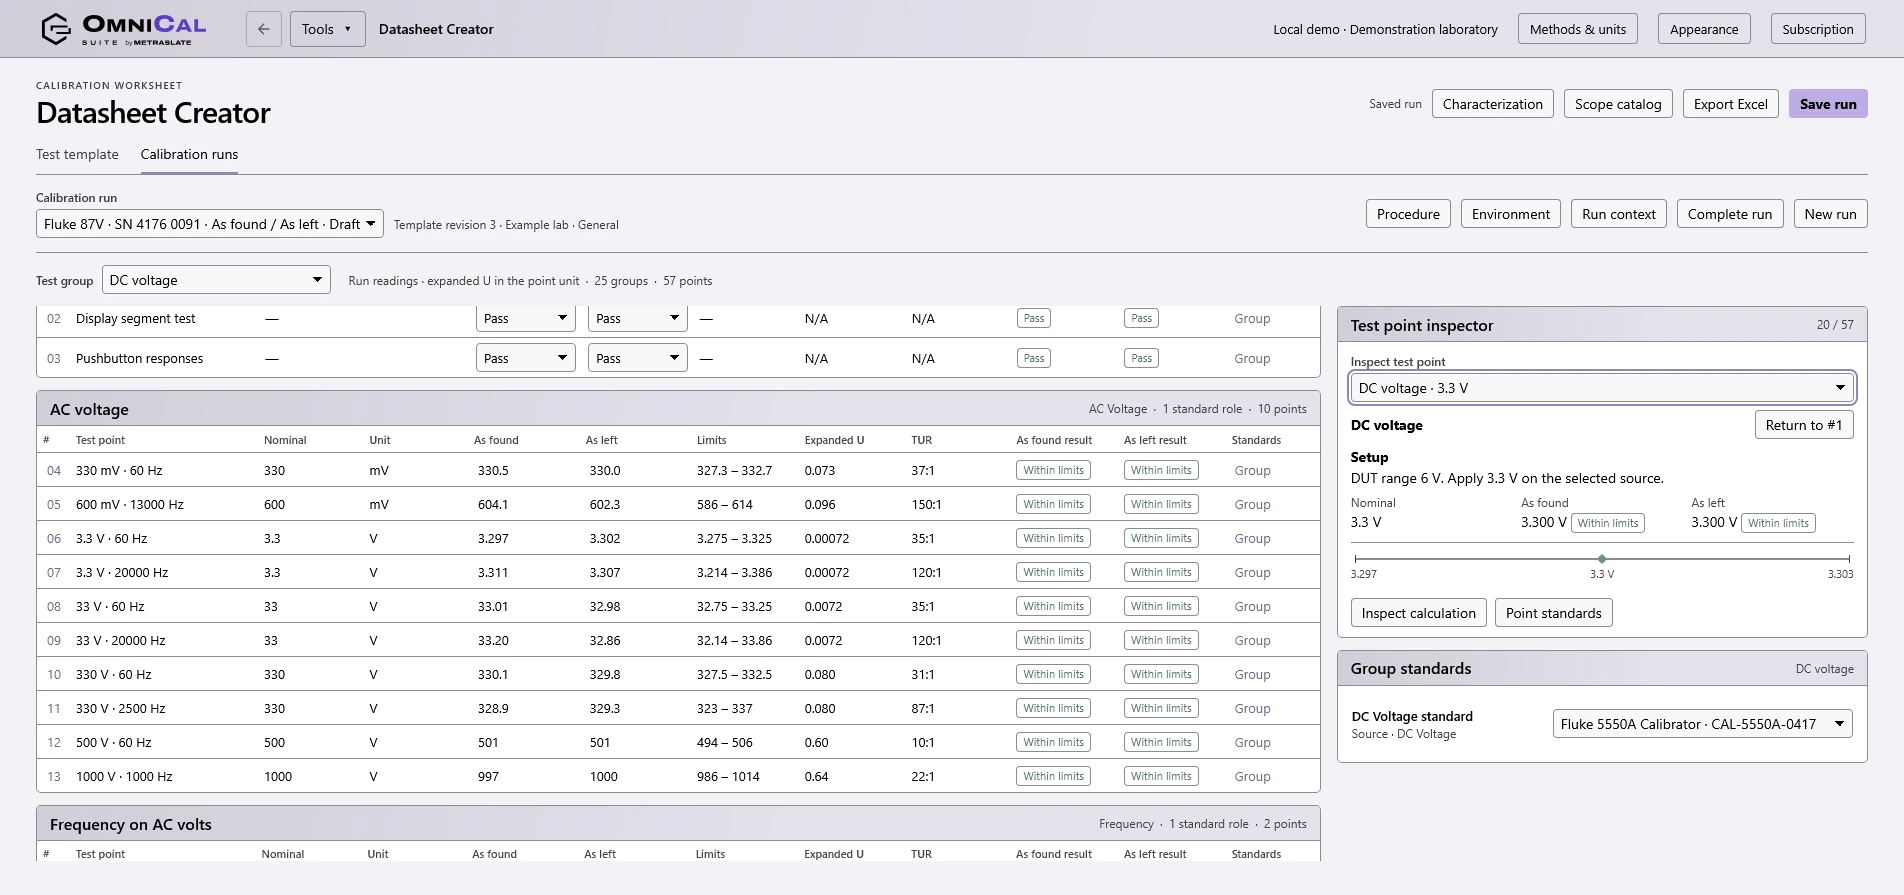 OMNICAL
SUITE by METRASLATE
←
Tools ▾
Datasheet Creator
Local demo · Demonstration laboratory
Methods & units
Appearance
Subscription
CALIBRATION WORKSHEET
Datasheet Creator
Saved run
Characterization
Scope catalog
Export Excel
Save run
Test template
Calibration runs
Calibration run
Fluke 87V · SN 4176 0091 · As found / As left · Draft
Template revision 3 · Example lab · General
Procedure
Environment
Run context
Complete run
New run
Test group
DC voltage
Run readings · expanded U in the point unit · 25 groups · 57 points
02 Display segment test — Pass Pass — N/A N/A Pass Pass Group
03 Pushbutton responses — Pass Pass — N/A N/A Pass Pass Group
AC voltage
AC Voltage · 1 standard role · 10 points
# Test point Nominal Unit As found As left Limits Expanded U TUR As found result As left result Standards
04 330 mV · 60 Hz 330 mV 330.5 330.0 327.3 – 332.7 0.073 37:1 Within limits Within limits Group
05 600 mV · 13000 Hz 600 mV 604.1 602.3 586 – 614 0.096 150:1 Within limits Within limits Group
06 3.3 V · 60 Hz 3.3 V 3.297 3.302 3.275 – 3.325 0.00072 35:1 Within limits Within limits Group
07 3.3 V · 20000 Hz 3.3 V 3.311 3.307 3.214 – 3.386 0.00072 120:1 Within limits Within limits Group
08 33 V · 60 Hz 33 V 33.01 32.98 32.75 – 33.25 0.0072 35:1 Within limits Within limits Group
09 33 V · 20000 Hz 33 V 33.20 32.86 32.14 – 33.86 0.0072 120:1 Within limits Within limits Group
10 330 V · 60 Hz 330 V 330.1 329.8 327.5 – 332.5 0.080 31:1 Within limits Within limits Group
11 330 V · 2500 Hz 330 V 328.9 329.3 323 – 337 0.080 87:1 Within limits Within limits Group
12 500 V · 60 Hz 500 V 501 501 494 – 506 0.60 10:1 Within limits Within limits Group
13 1000 V · 1000 Hz 1000 V 997 1000 986 – 1014 0.64 22:1 Within limits Within limits Group
Frequency on AC volts
Frequency · 1 standard role · 2 points
# Test point Nominal Unit As found As left Limits Expanded U TUR As found result As left result Standards
Test point inspector
20 / 57
Inspect test point
DC voltage · 3.3 V
DC voltage
Return to #1
Setup
DUT range 6 V. Apply 3.3 V on the selected source.
Nominal As found As left
3.3 V 3.300 V Within limits 3.300 V Within limits
3.297 3.3 V 3.303
Inspect calculation
Point standards
Group standards
DC voltage
DC Voltage standard
Source · DC Voltage
Fluke 5550A Calibrator · CAL-5550A-0417